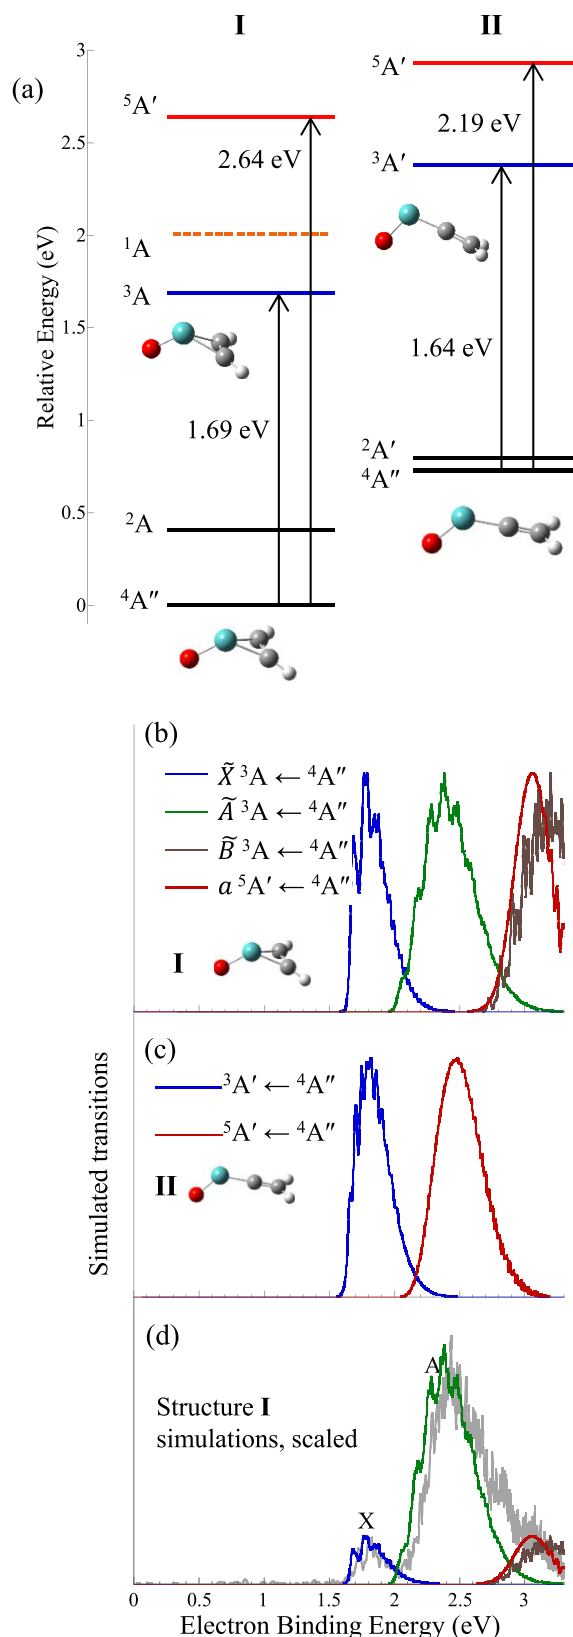 I II
(a)
Relative Energy (eV)
3
2.5
2
1.5
1
0.5
0
⁵A′
2.64 eV
¹A
³A
1.69 eV
²A
⁴A″
⁵A′
2.19 eV
³A′
1.64 eV
²A′
⁴A″
(b)
X̃ ³A ← ⁴A″
Ã ³A ← ⁴A″
B̃ ³A ← ⁴A″
a ⁵A′ ← ⁴A″
I
(c)
³A′ ← ⁴A″
⁵A′ ← ⁴A″
II
Simulated transitions
(d)
Structure I
simulations, scaled
A
X
0 0.5 1 1.5 2 2.5 3
Electron Binding Energy (eV)